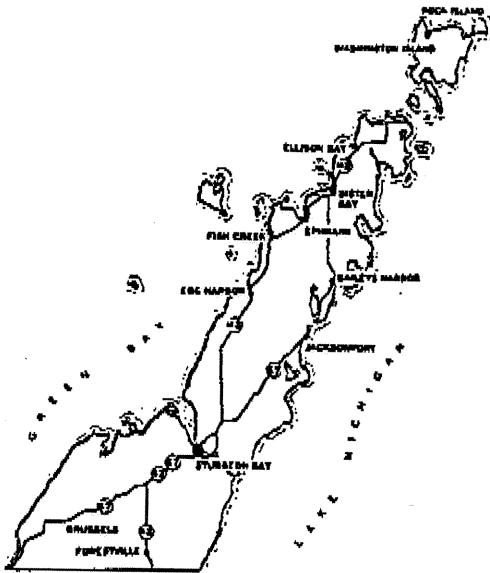 ROCK ISLAND
WASHINGTON ISLAND
ELLISON BAY
SISTER
BAY
FISH CREEK
EPHRAIM
EGG HARBOR
BAILEYS HARBOR
GREEN BAY
JACKSONPORT
LAKE MICHIGAN
STURGEON BAY
BRUSSELS
FORESTVILLE